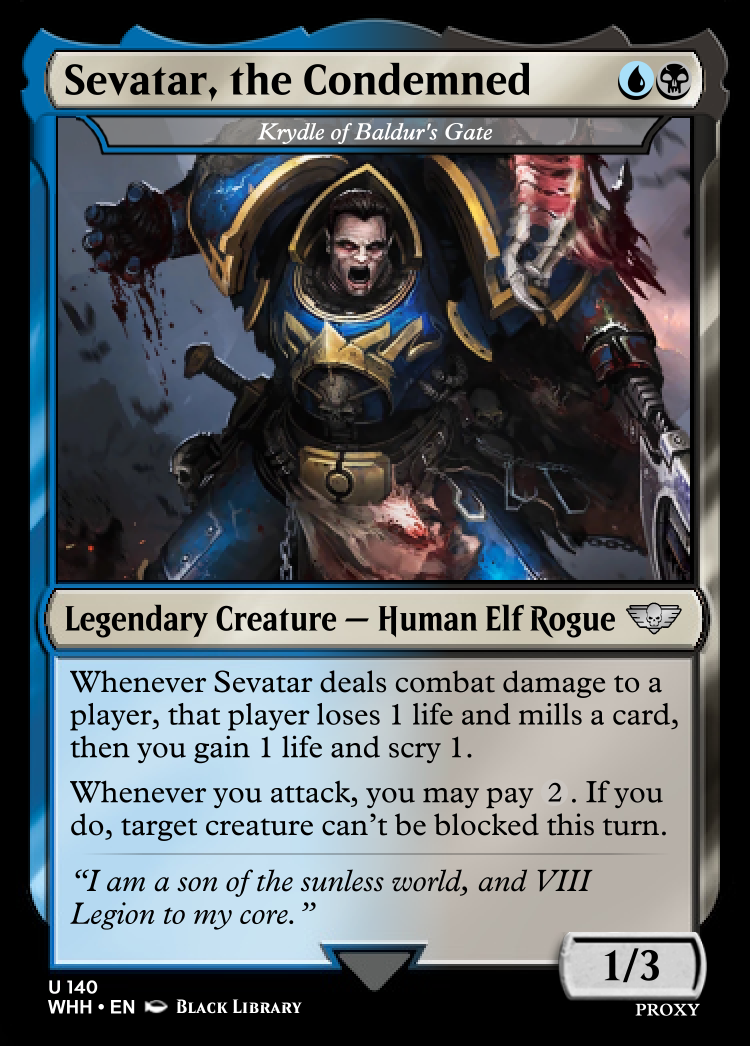 Sevatar, the Condemned
Krydle of Baldur's Gate
Legendary Creature — Human Elf Rogue
Whenever Sevatar deals combat damage to a
player, that player loses 1 life and mills a card,
then you gain 1 life and scry 1.
Whenever you attack, you may pay 2 . If you
do, target creature can’t be blocked this turn.
“I am a son of the sunless world, and VIII
Legion to my core.”
1/3
U 140
WHH • EN BLACK LIBRARY
PROXY